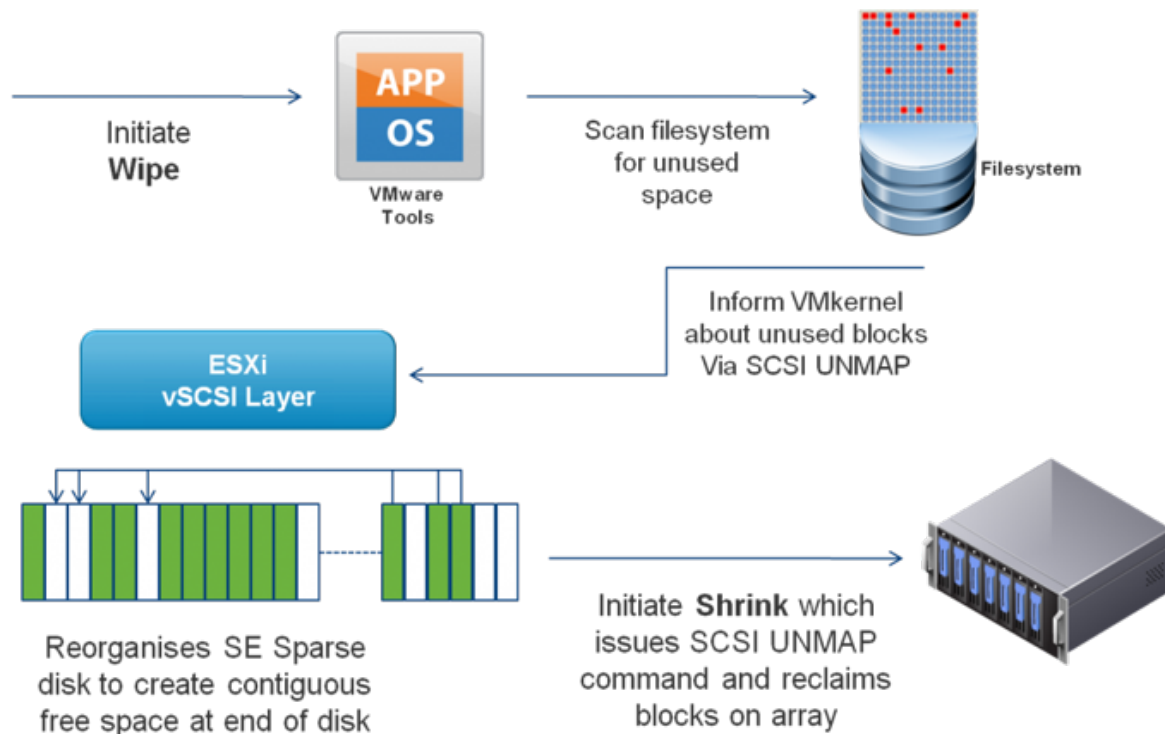 Initiate
Wipe
APP
OS
VMware
Tools
Scan filesystem
for unused
space
Filesystem
Inform VMkernel
about unused blocks
Via SCSI UNMAP
ESXi
vSCSI Layer
Reorganises SE Sparse
disk to create contiguous
free space at end of disk
Initiate Shrink which
issues SCSI UNMAP
command and reclaims
blocks on array